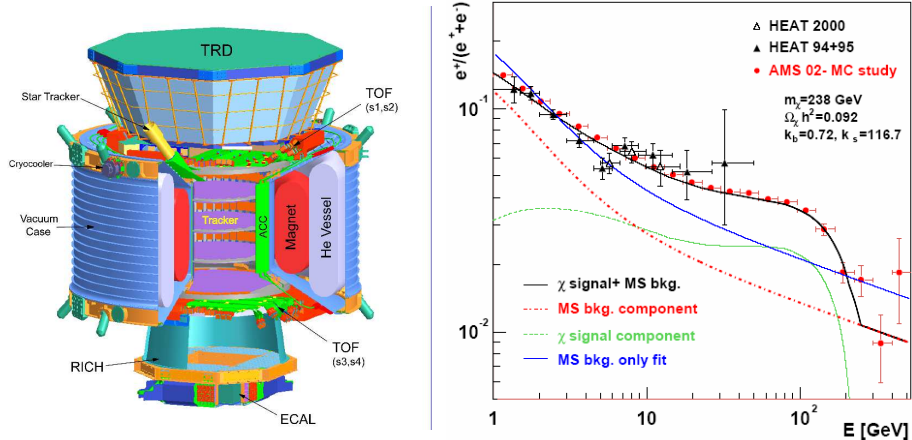 TRD
Star Tracker
TOF
(s1,s2)
Cryocooler
Vacuum
Case
Tracker
ACC
Magnet
He Vessel
RICH
TOF
(s3,s4)
ECAL
e⁺/(e⁺+e⁻)
10⁻¹
10⁻²
HEAT 2000
HEAT 94+95
AMS 02- MC study
mχ=238 GeV
Ωχ h²=0.092
k_b=0.72, k_s=116.7
χ signal+ MS bkg.
MS bkg. component
χ signal component
MS bkg. only fit
1
10
10²
E [GeV]